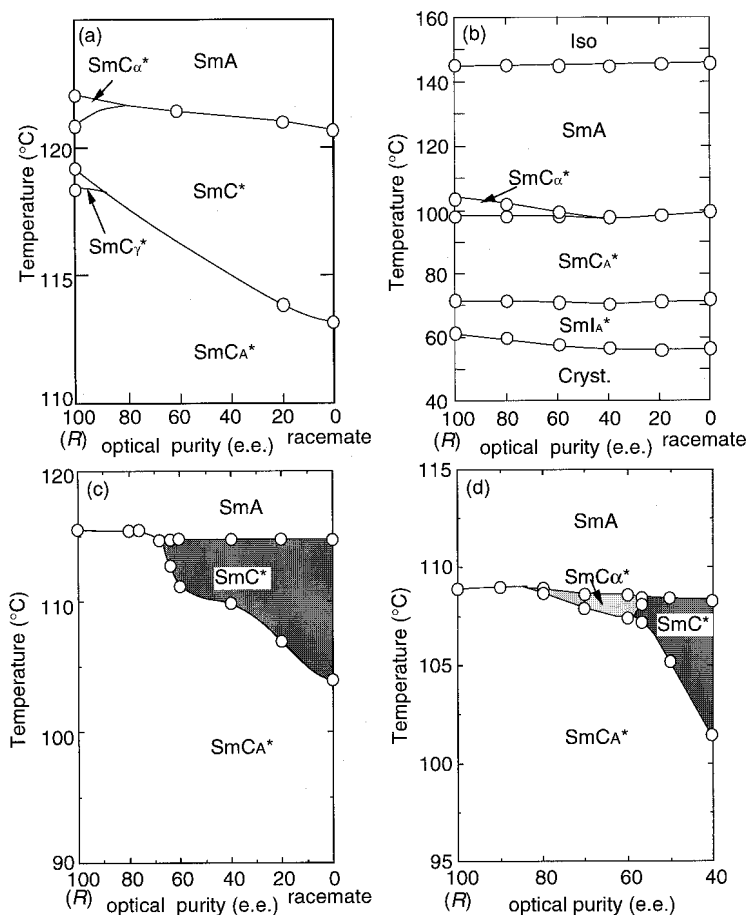 (a)
SmCα*
SmA
SmC*
SmCγ*
SmCA*
Temperature (°C)
120
115
110
100 80 60 40 20 0
(R) optical purity (e.e.) racemate
(b)
Iso
SmA
SmCα*
SmCA*
SmIA*
Cryst.
Temperature (°C)
160
140
120
100
80
60
40
100 80 60 40 20 0
(R) optical purity (e.e.) racemate
(c)
SmA
SmC*
SmCA*
Temperature (°C)
120
110
100
90
100 80 60 40 20 0
(R) optical purity (e.e.) racemate
(d)
SmA
SmCα*
SmC*
SmCA*
Temperature (°C)
115
110
105
100
95
100 80 60 40
(R) optical purity (e.e.)